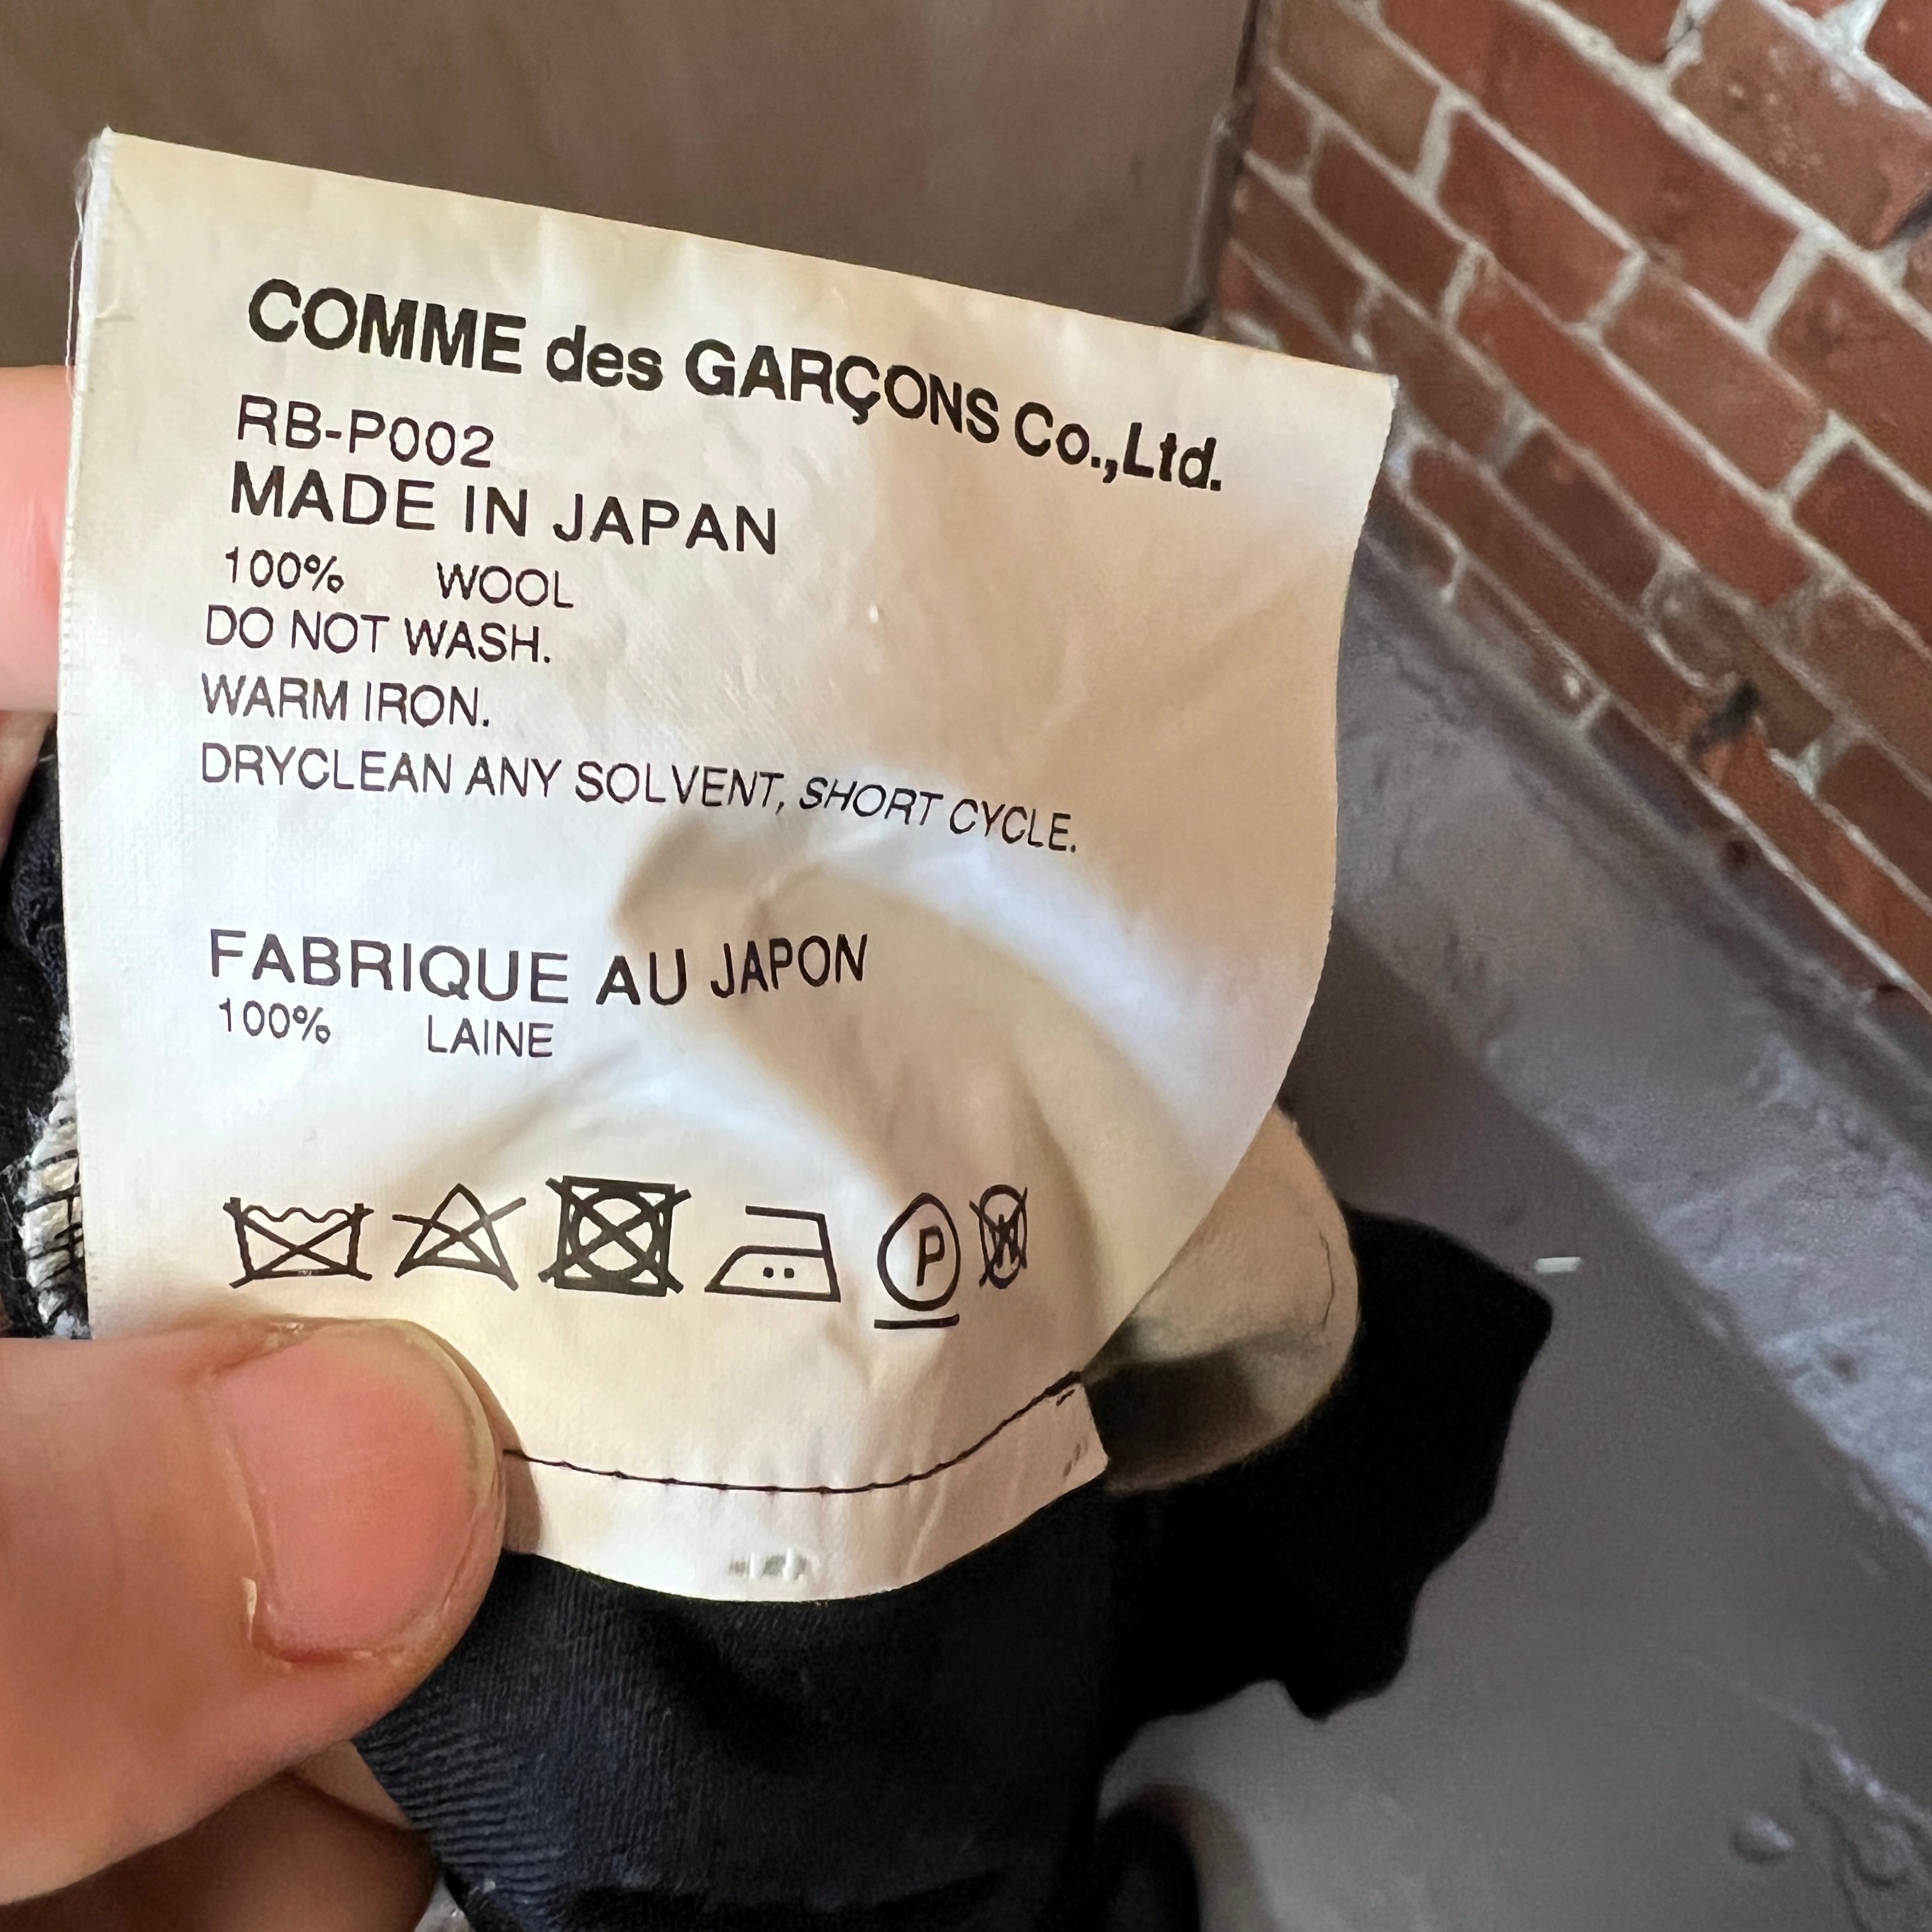 COMME des GARÇONS Co.,Ltd.
RB-P002
MADE IN JAPAN
100% WOOL
DO NOT WASH.
WARM IRON.
DRYCLEAN ANY SOLVENT, SHORT CYCLE.
FABRIQUE AU JAPON
100% LAINE
P